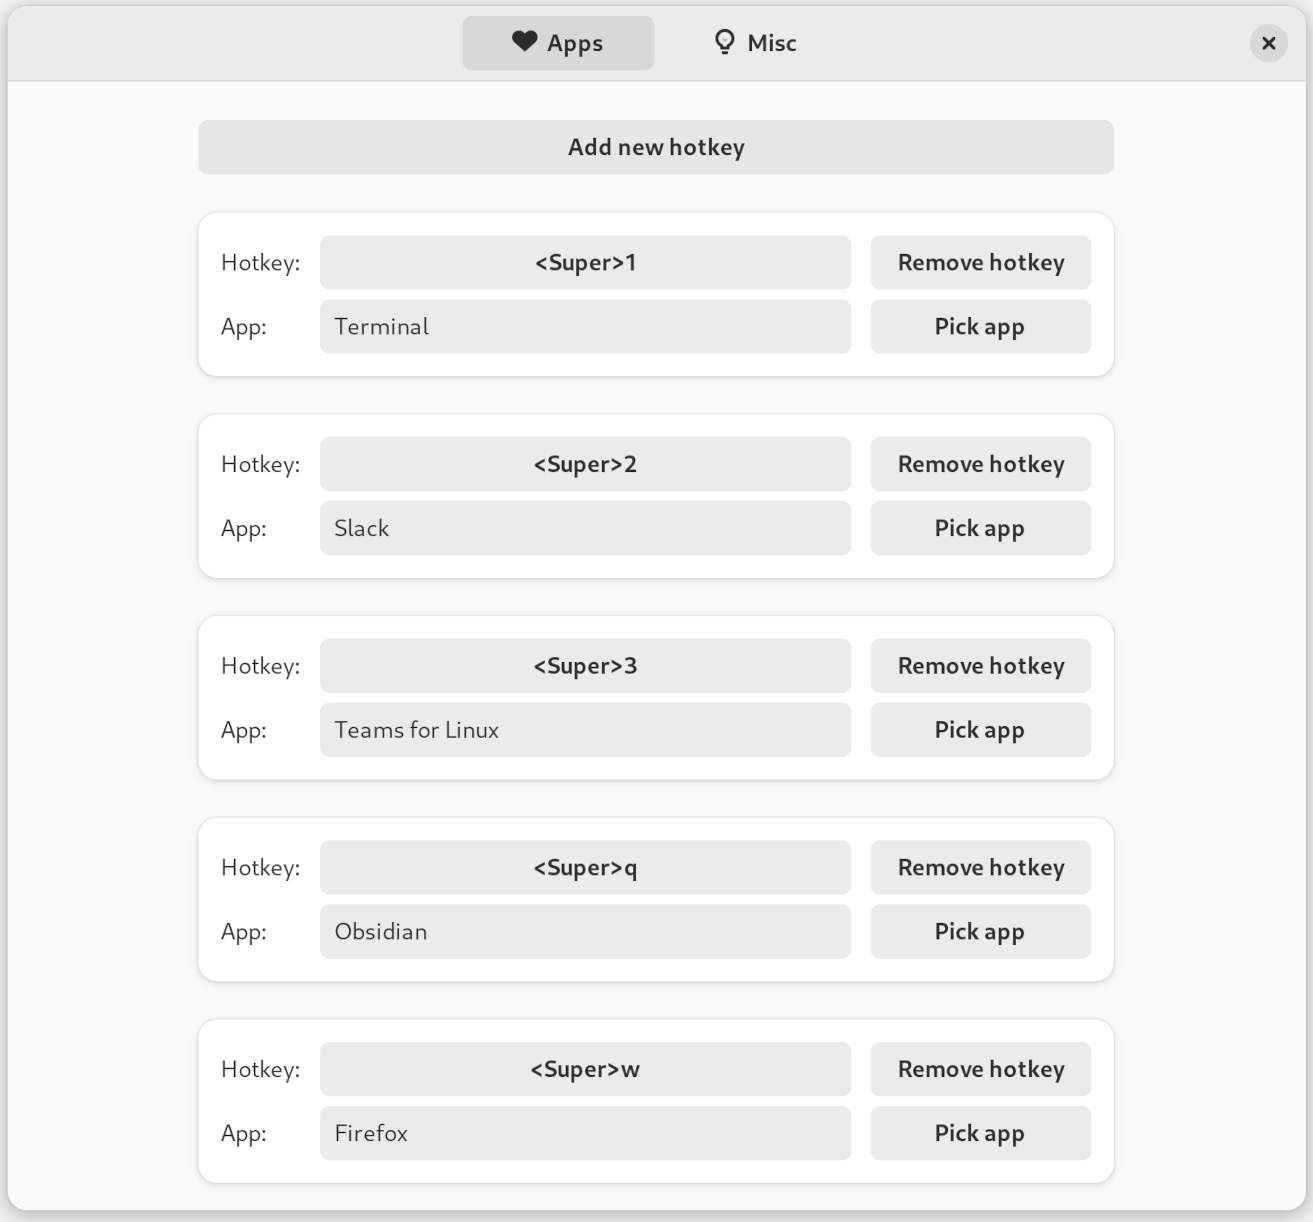 Apps Misc
Add new hotkey
Hotkey: <Super>1 Remove hotkey
App: Terminal Pick app
Hotkey: <Super>2 Remove hotkey
App: Slack Pick app
Hotkey: <Super>3 Remove hotkey
App: Teams for Linux Pick app
Hotkey: <Super>q Remove hotkey
App: Obsidian Pick app
Hotkey: <Super>w Remove hotkey
App: Firefox Pick app